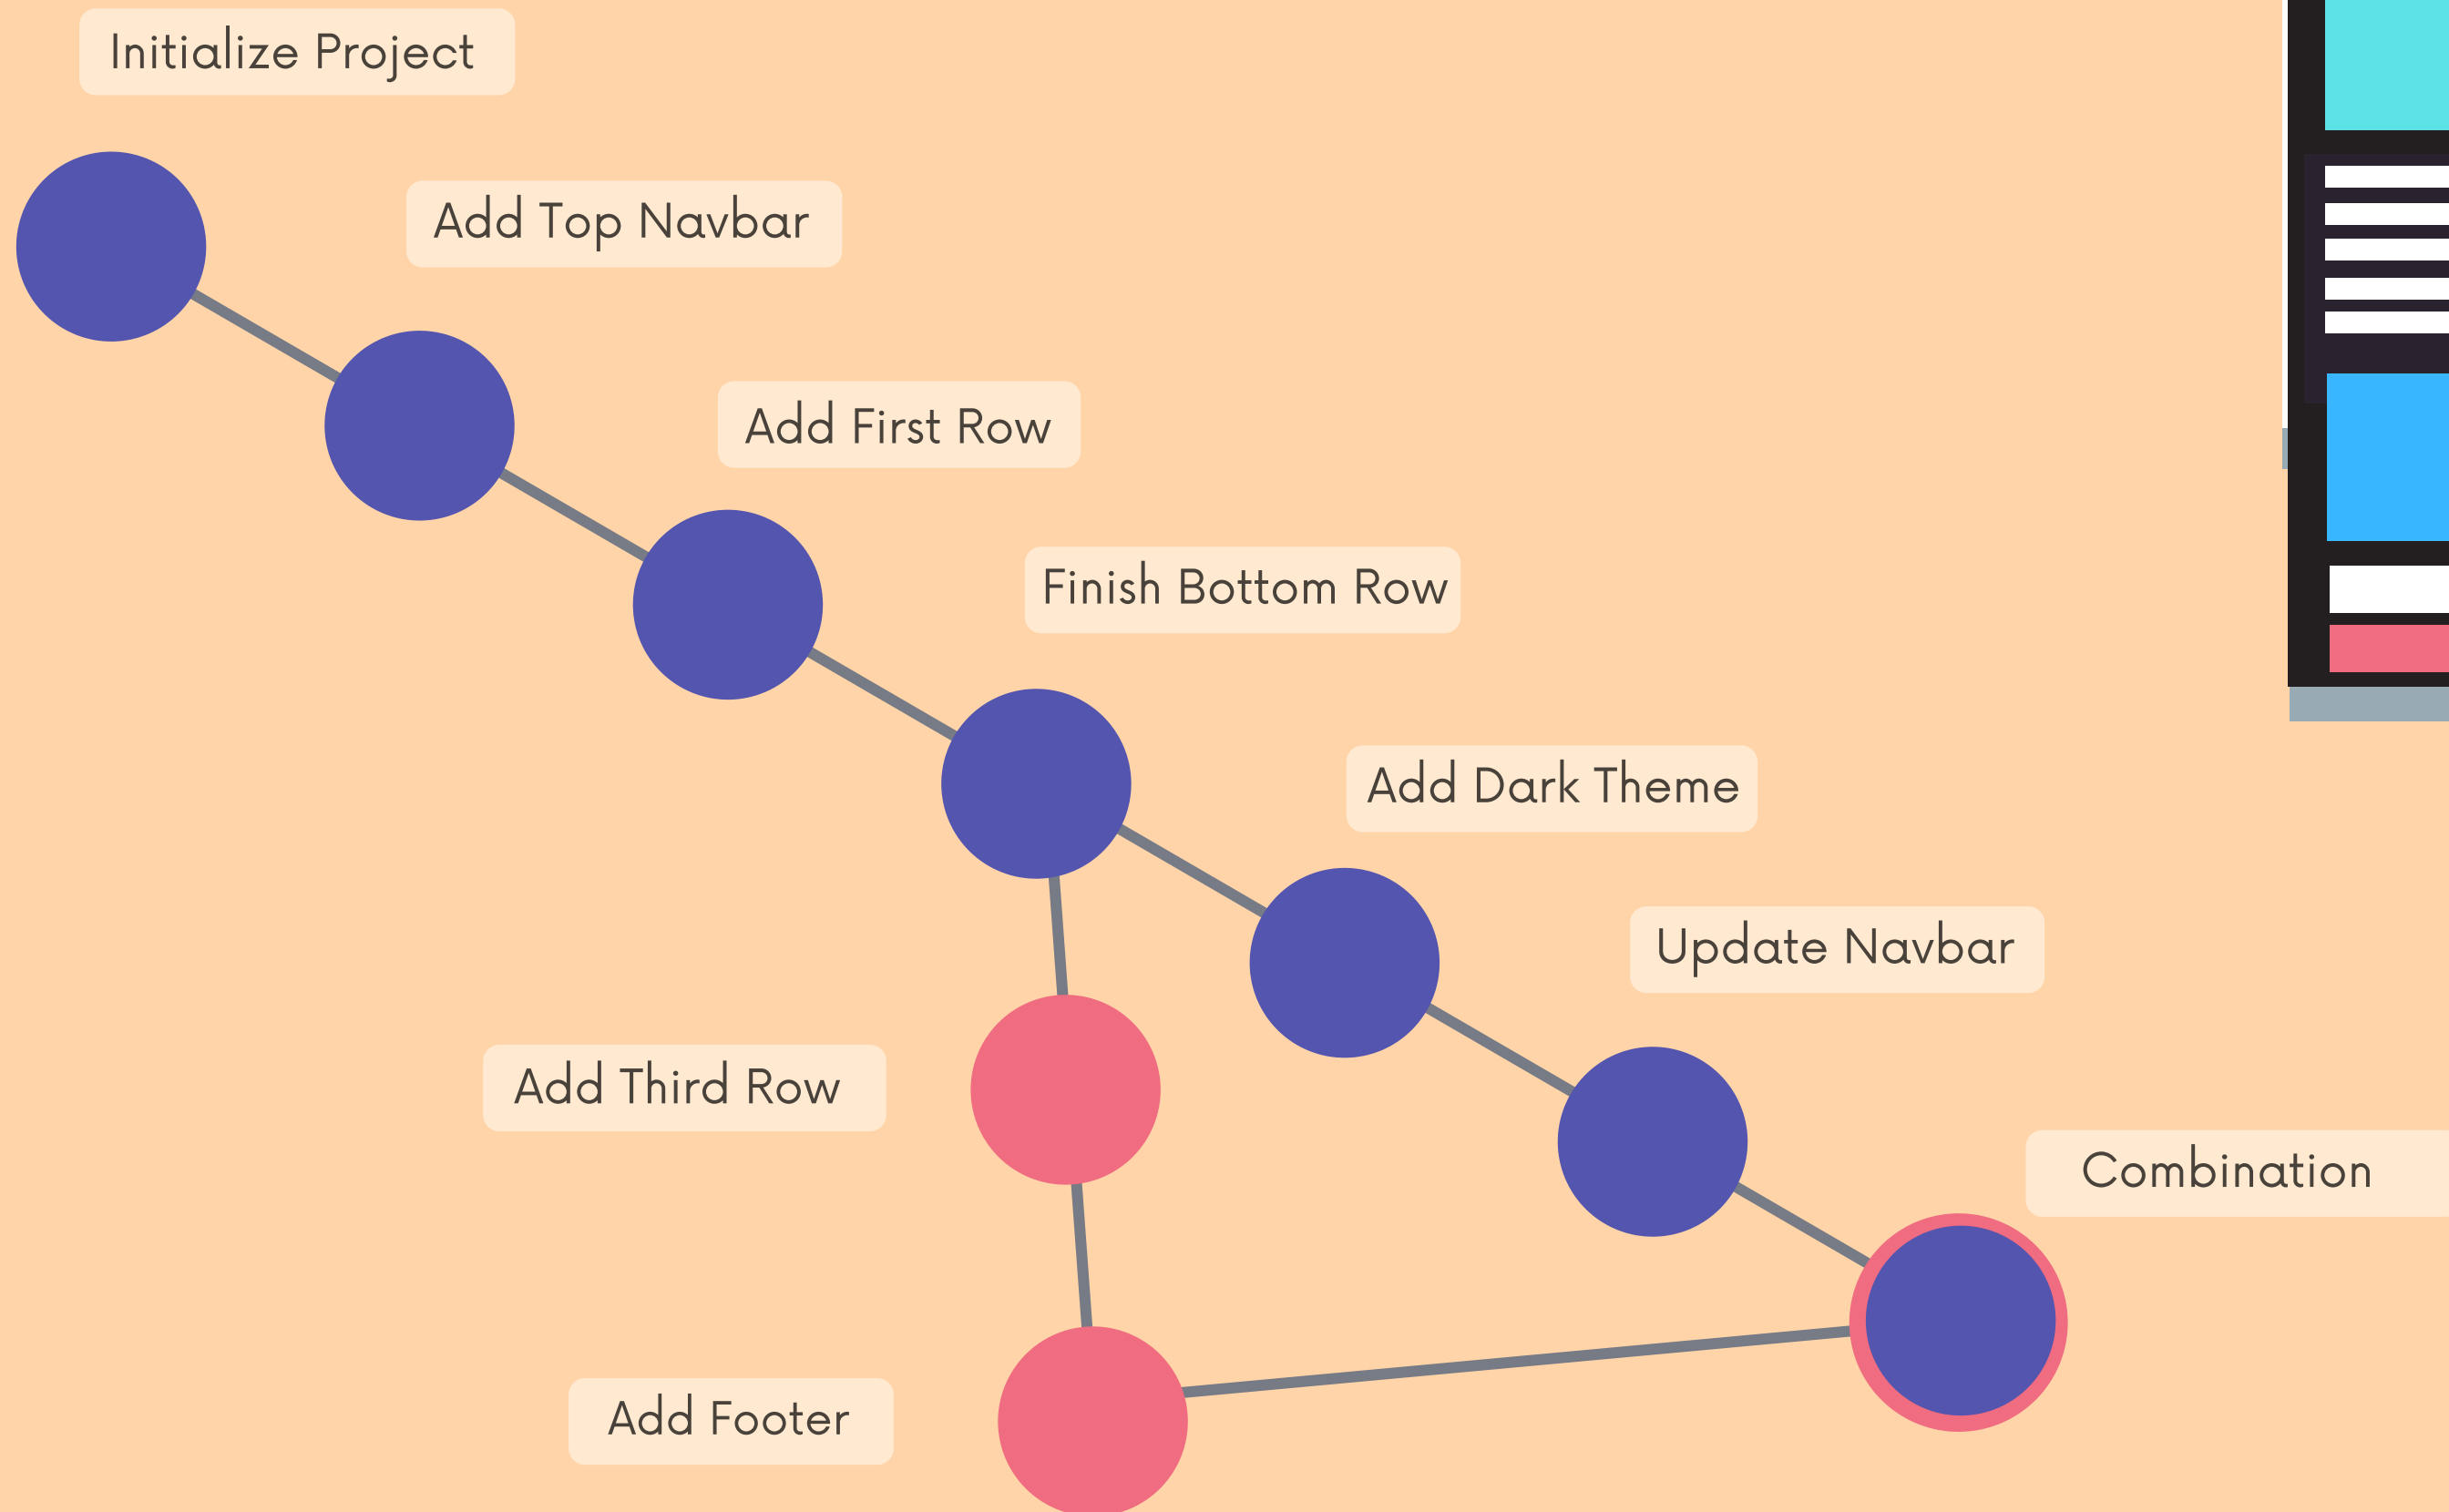 Initialize Project
Add Top Navbar
Add First Row
Finish Bottom Row
Add Dark Theme
Update Navbar
Add Third Row
Combination
Add Footer